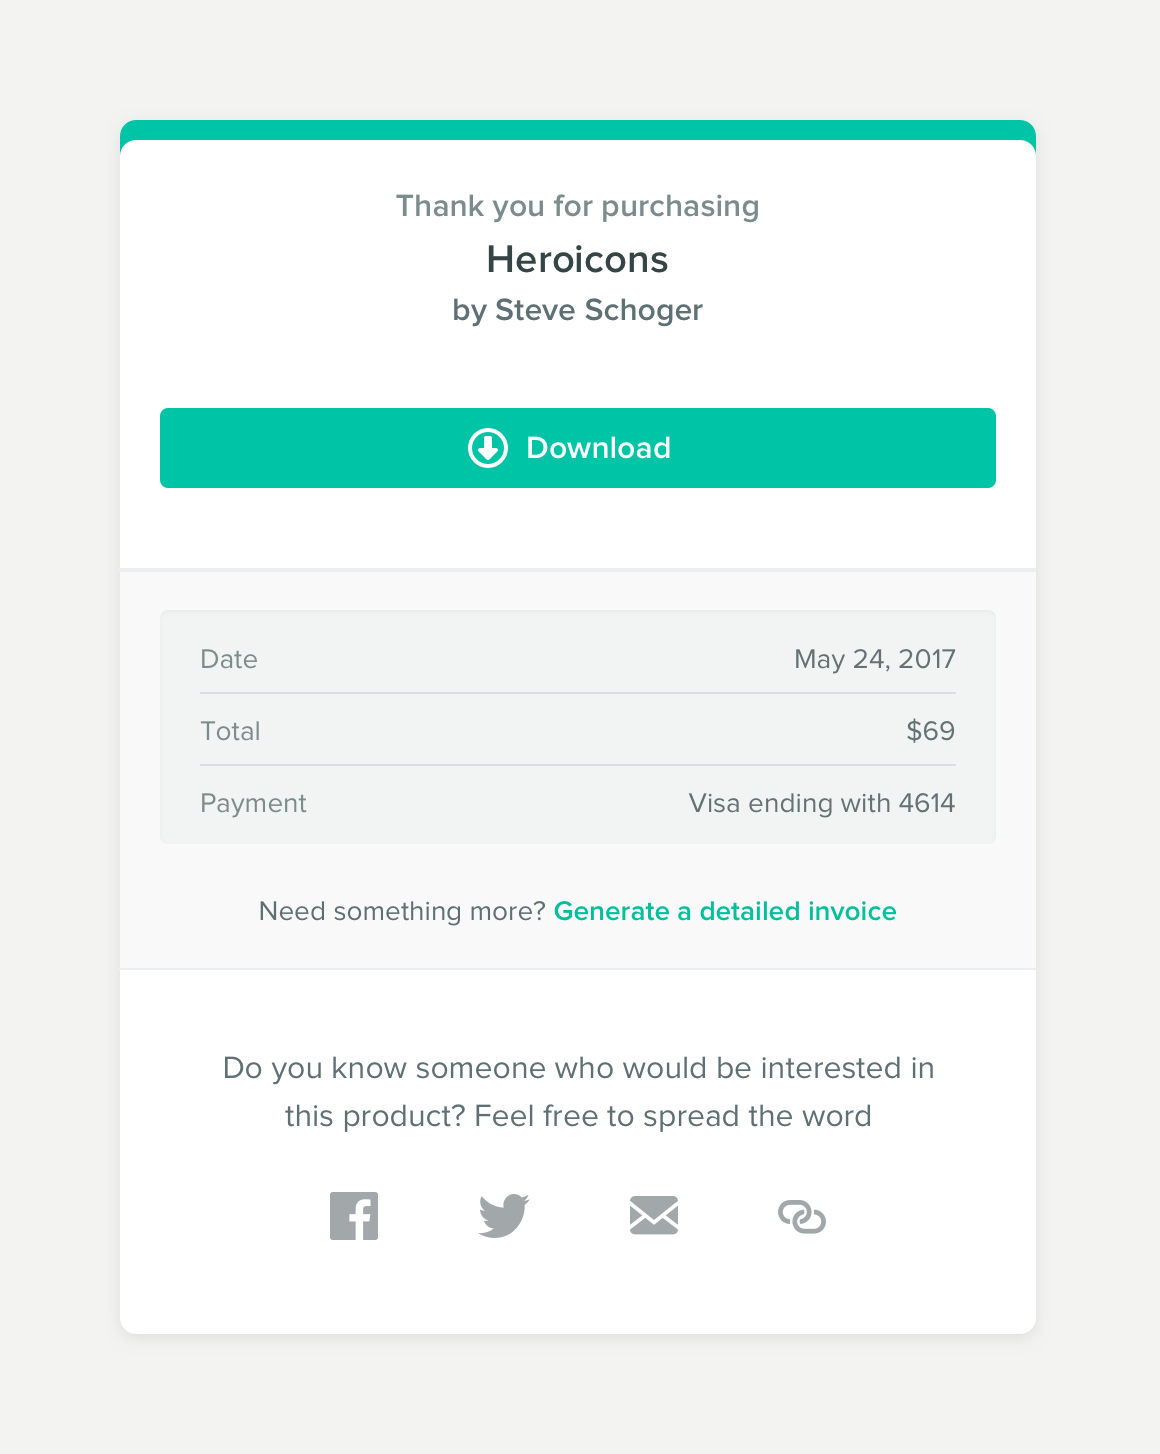 Thank you for purchasing
Heroicons
by Steve Schoger
Download
Date May 24, 2017
Total $69
Payment Visa ending with 4614
Need something more? Generate a detailed invoice
Do you know someone who would be interested in
this product? Feel free to spread the word